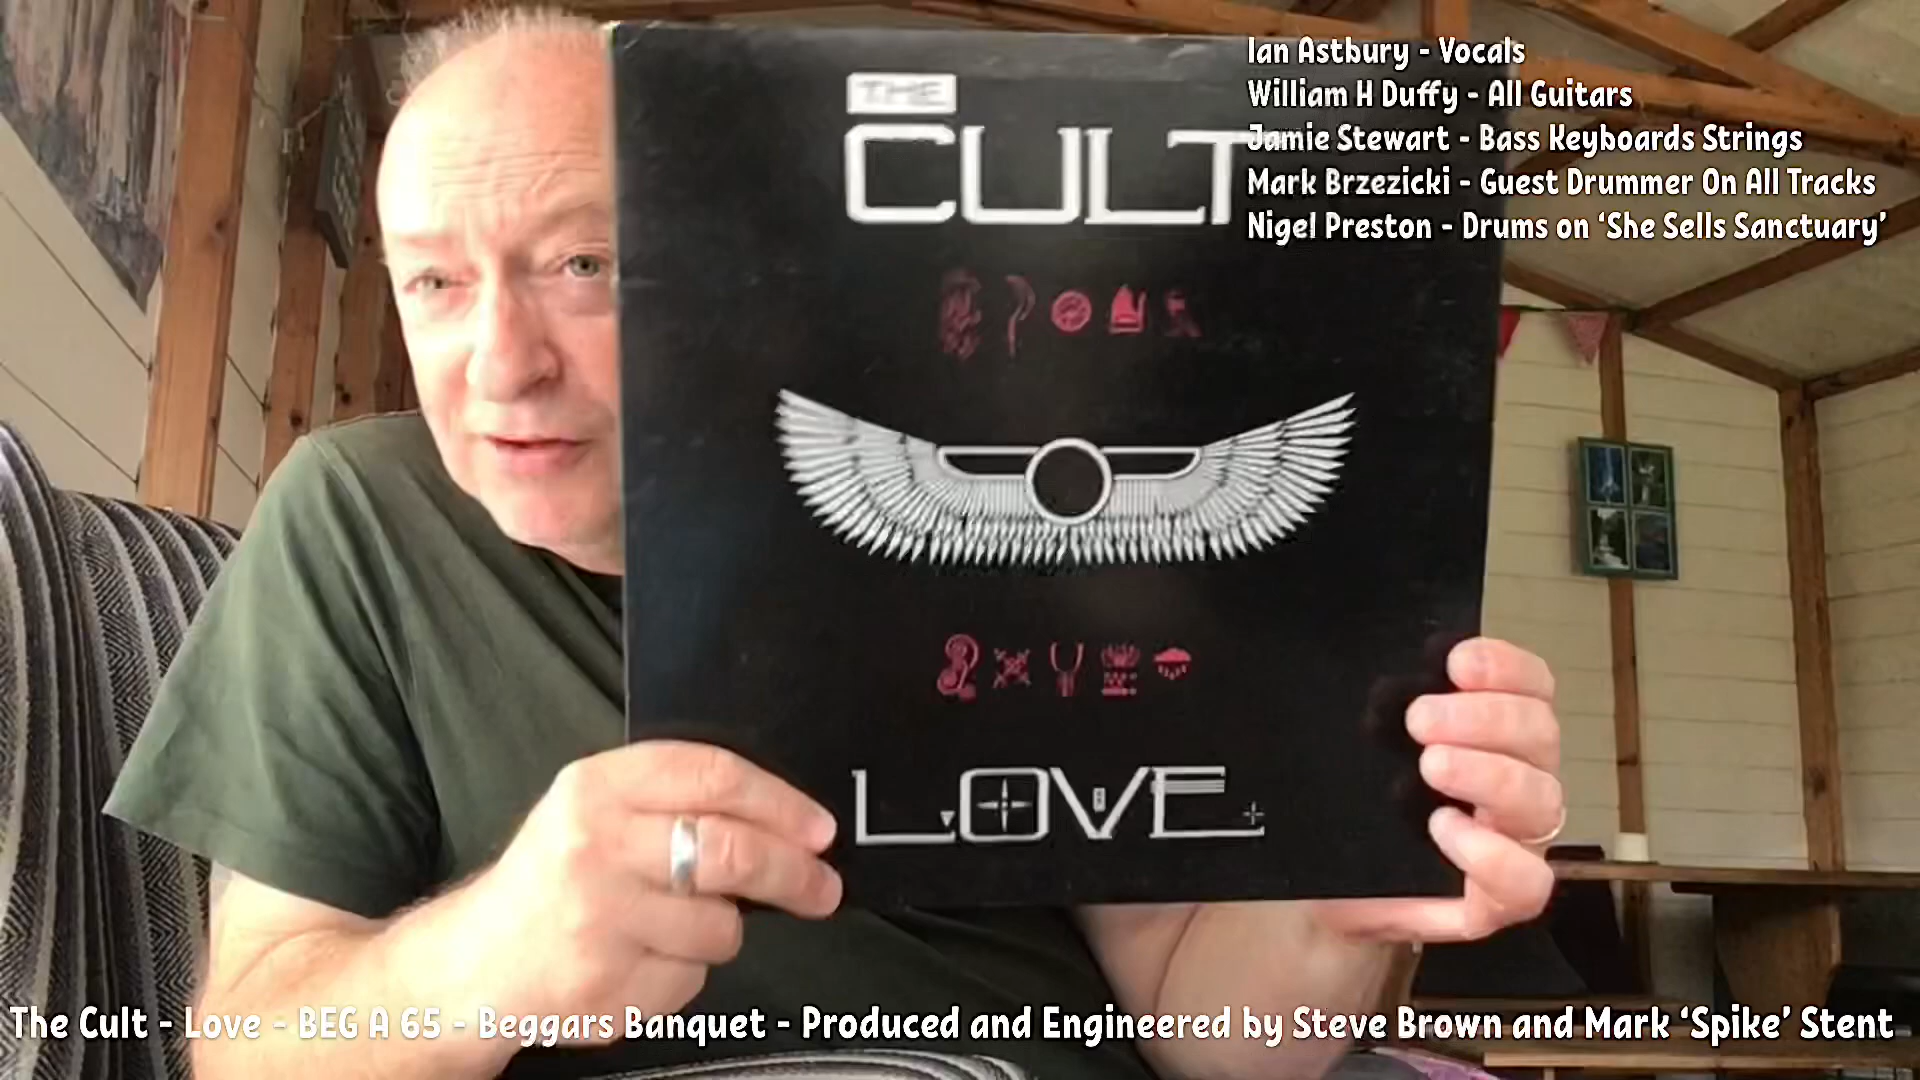 THE
CULT
LOVE
Ian Astbury - Vocals
William H Duffy - All Guitars
Jamie Stewart - Bass Keyboards Strings
Mark Brzezicki - Guest Drummer On All Tracks
Nigel Preston - Drums on ‘She Sells Sanctuary’
The Cult - Love - BEG A 65 - Beggars Banquet - Produced and Engineered by Steve Brown and Mark ‘Spike’ Stent